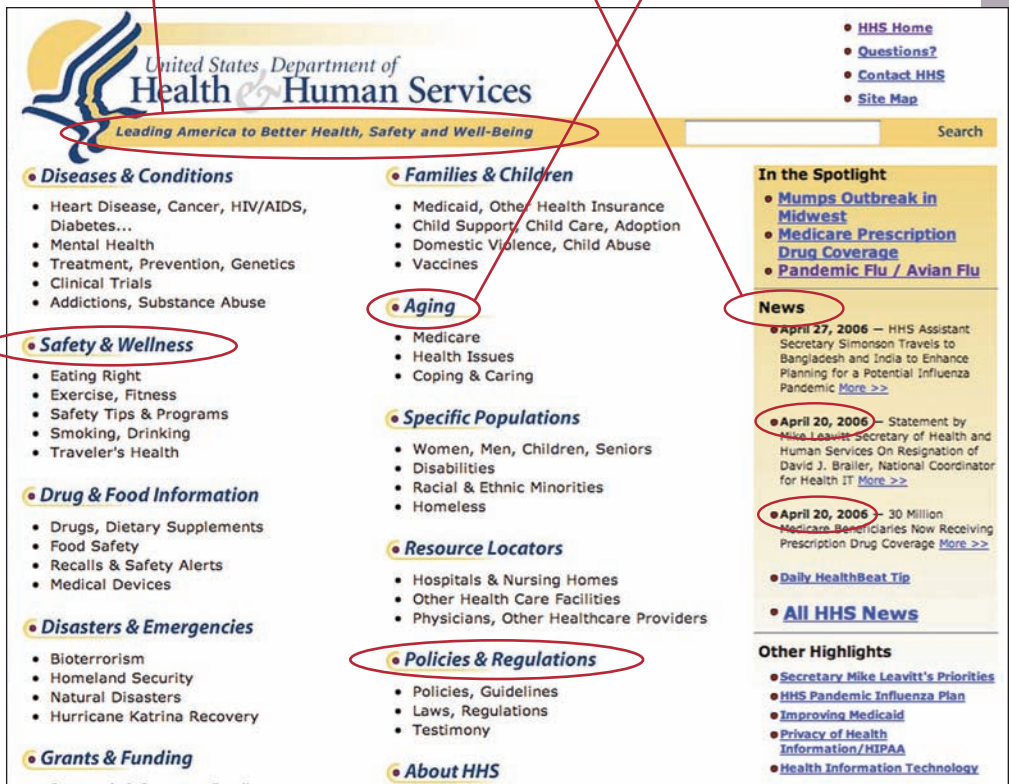 HHS Home
Questions?
Contact HHS
Site Map
United States Department of
Health & Human Services
Leading America to Better Health, Safety and Well-Being
Search
Diseases & Conditions
Heart Disease, Cancer, HIV/AIDS,
Diabetes...
Mental Health
Treatment, Prevention, Genetics
Clinical Trials
Addictions, Substance Abuse
Safety & Wellness
Eating Right
Exercise, Fitness
Safety Tips & Programs
Smoking, Drinking
Traveler's Health
Drug & Food Information
Drugs, Dietary Supplements
Food Safety
Recalls & Safety Alerts
Medical Devices
Disasters & Emergencies
Bioterrorism
Homeland Security
Natural Disasters
Hurricane Katrina Recovery
Grants & Funding
Families & Children
Medicaid, Other Health Insurance
Child Support, Child Care, Adoption
Domestic Violence, Child Abuse
Vaccines
Aging
Medicare
Health Issues
Coping & Caring
Specific Populations
Women, Men, Children, Seniors
Disabilities
Racial & Ethnic Minorities
Homeless
Resource Locators
Hospitals & Nursing Homes
Other Health Care Facilities
Physicians, Other Healthcare Providers
Policies & Regulations
Policies, Guidelines
Laws, Regulations
Testimony
About HHS
In the Spotlight
Mumps Outbreak in
Midwest
Medicare Prescription
Drug Coverage
Pandemic Flu / Avian Flu
News
April 27, 2006 — HHS Assistant
Secretary Simonson Travels to
Bangladesh and India to Enhance
Planning for a Potential Influenza
Pandemic More >>
April 20, 2006 — Statement by
Mike Leavitt Secretary of Health and
Human Services On Resignation of
David J. Brailer, National Coordinator
for Health IT More >>
April 20, 2006 — 30 Million
Medicare Beneficiaries Now Receiving
Prescription Drug Coverage More >>
Daily HealthBeat Tip
All HHS News
Other Highlights
Secretary Mike Leavitt's Priorities
HHS Pandemic Influenza Plan
Improving Medicaid
Privacy of Health
Information/HIPAA
Health Information Technology